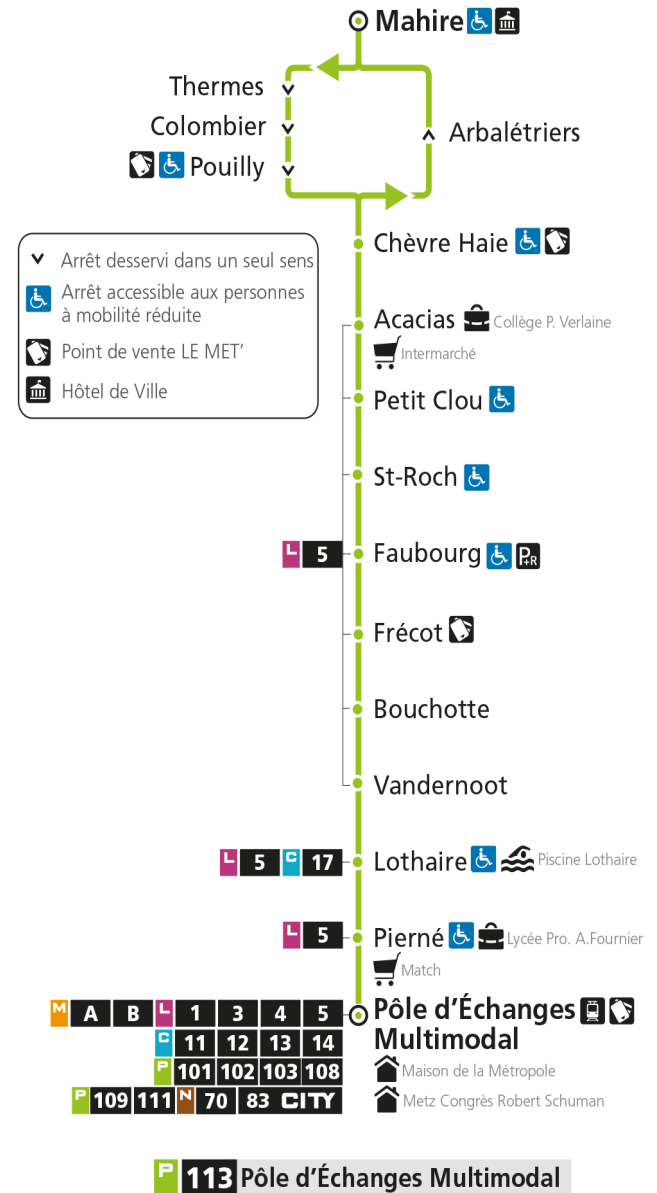 Mahire
Thermes
Colombier
Arbalétriers
Pouilly
Chèvre Haie
Arrêt desservi dans un seul sens
Arrêt accessible aux personnes
à mobilité réduite
Point de vente LE MET’
Hôtel de Ville
Acacias Collège P. Verlaine
Intermarché
Petit Clou
St-Roch
L 5 Faubourg P+R
Frécot
Bouchotte
Vandernoot
L 5 C 17 Lothaire Piscine Lothaire
L 5 Pierné Lycée Pro. A.Fournier
Match
M A B L 1 3 4 5 Pôle d’Échanges
C 11 12 13 14 Multimodal
P 101 102 103 108 Maison de la Métropole
P 109 111 N 70 83 CITY Metz Congrès Robert Schuman
P 113 Pôle d’Échanges Multimodal